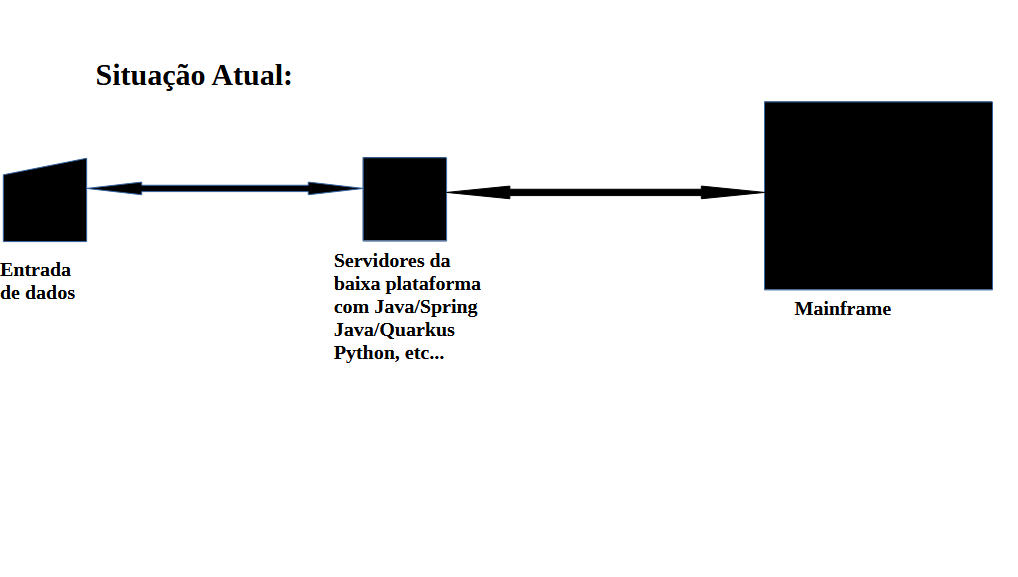 Situação Atual:
Entrada
de dados
Servidores da
baixa plataforma
com Java/Spring
Java/Quarkus
Python, etc...
Mainframe